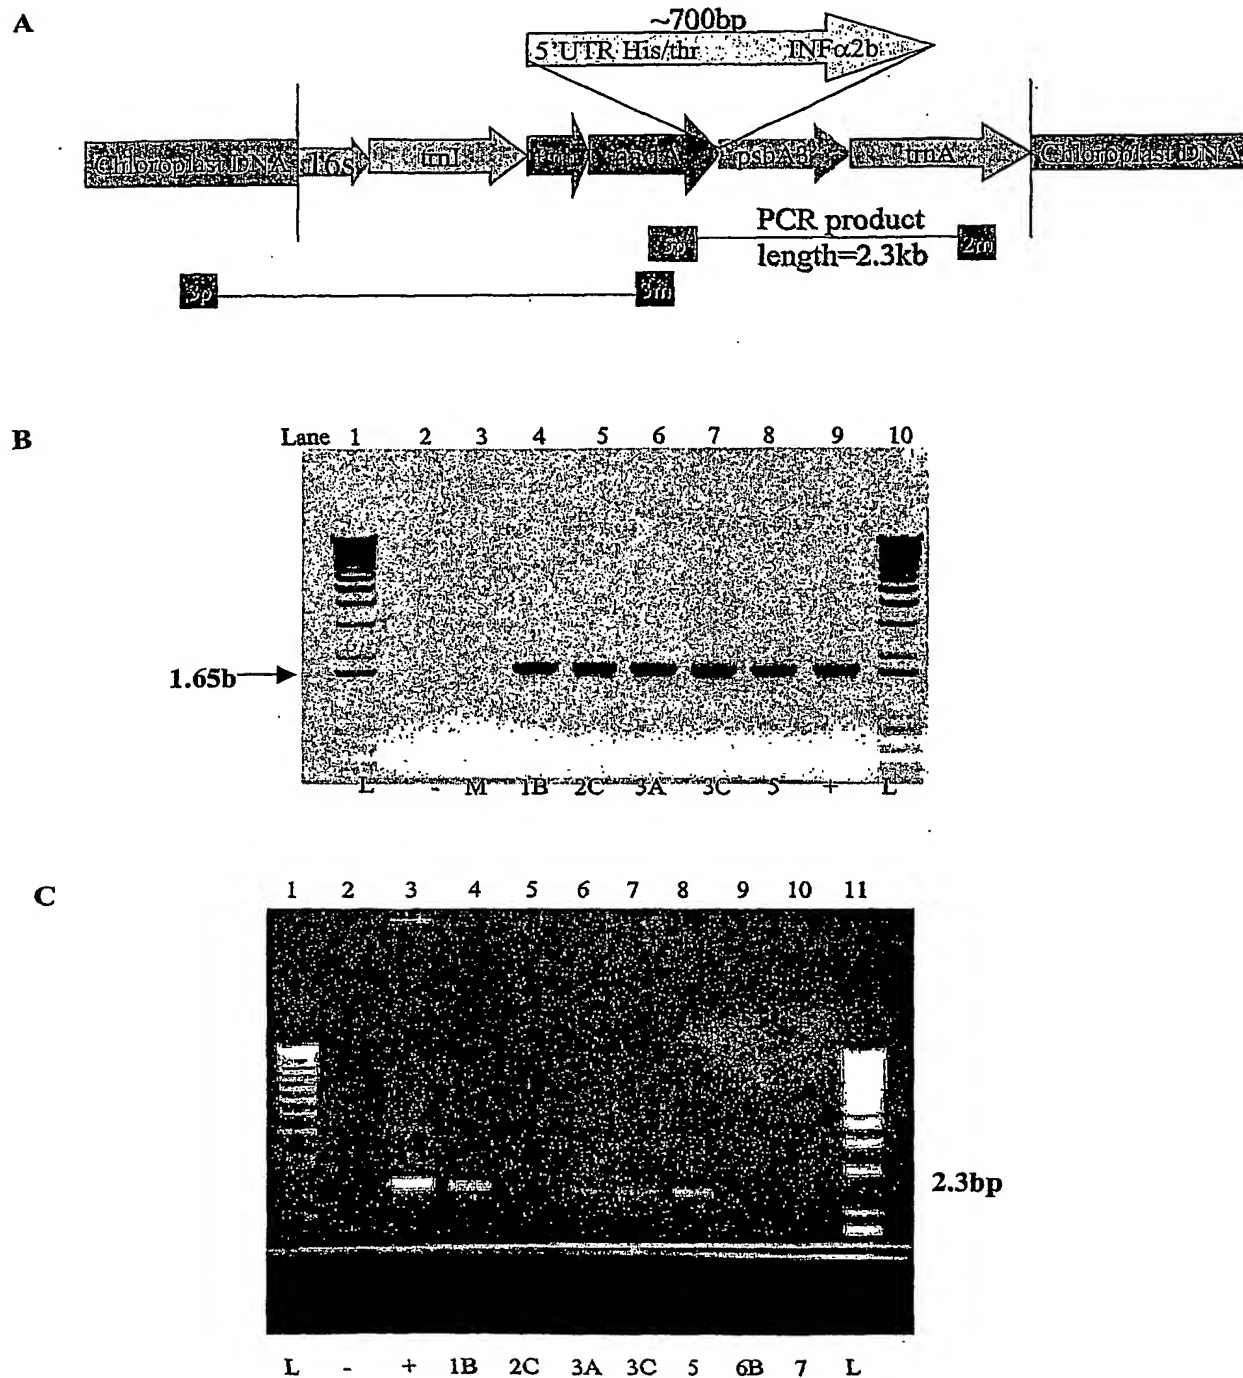 A
~700bp
5'UTR His/thr INFα2b
Chloroplast DNA 16s trnI aadA psbA3' trnA Chloroplast DNA
PCR product
length=2.3kb
2m
3p 3m
B
Lane 1 2 3 4 5 6 7 8 9 10
1.65b
L - M 1B 2C 3A 3C 5 + L
C
1 2 3 4 5 6 7 8 9 10 11
2.3bp
L - + 1B 2C 3A 3C 5 6B 7 L